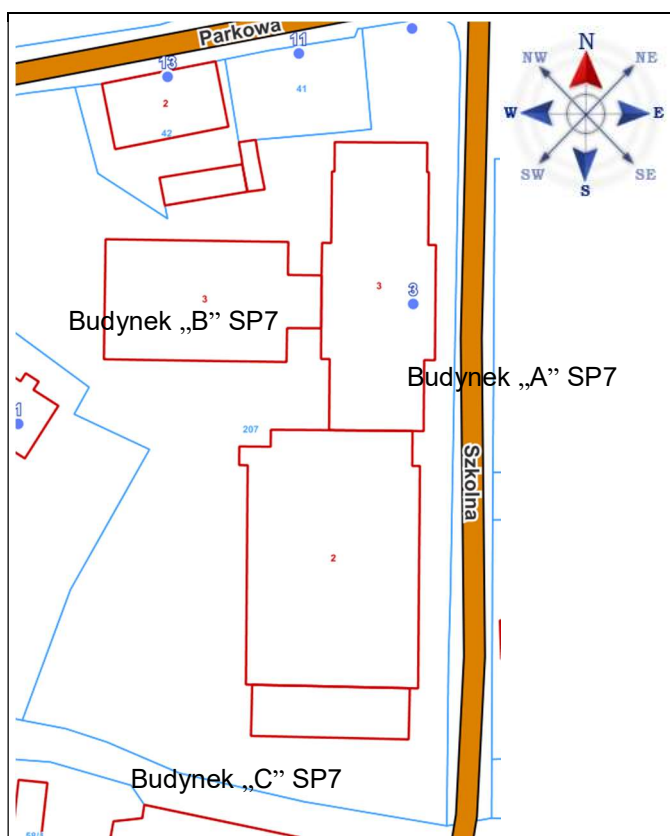 Parkowa
13
11
41
2
42
N
NW
NE
W
E
SW
SE
S
3
3
3
Budynek „B” SP7
Budynek „A” SP7
1
207
Szkolna
2
Budynek „C” SP7